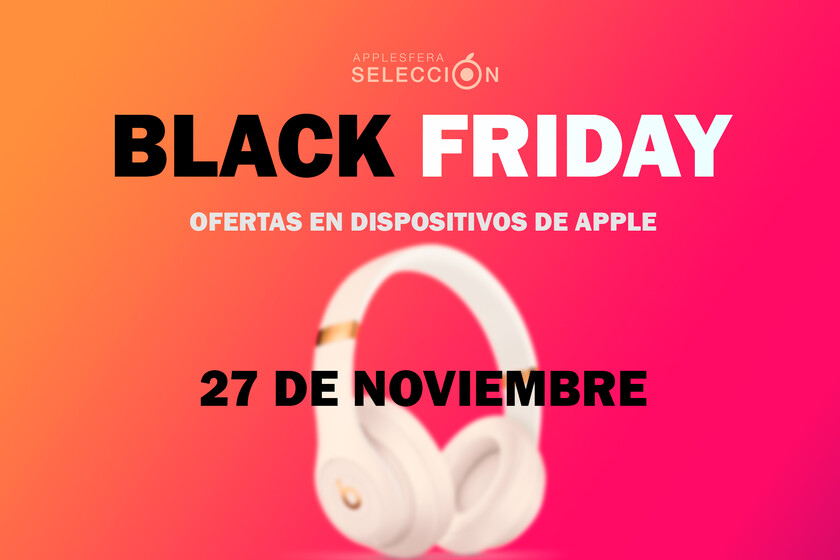 APPLESFERA
SELECCIÓN
BLACK FRIDAY
OFERTAS EN DISPOSITIVOS DE APPLE
27 DE NOVIEMBRE